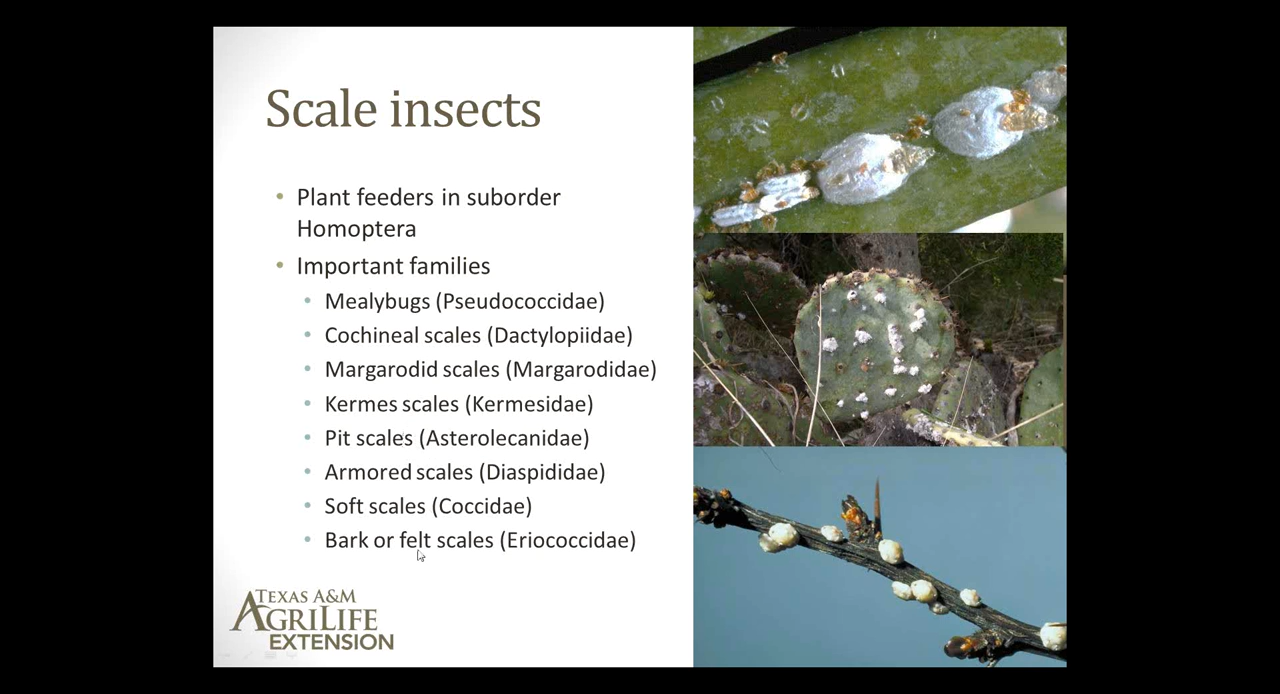 Scale insects
• Plant feeders in suborder
Homoptera
• Important families
• Mealybugs (Pseudococcidae)
• Cochineal scales (Dactylopiidae)
• Margarodid scales (Margarodidae)
• Kermes scales (Kermesidae)
• Pit scales (Asterolecanidae)
• Armored scales (Diaspididae)
• Soft scales (Coccidae)
• Bark or felt scales (Eriococcidae)
TEXAS A&M
AGRILIFE
EXTENSION